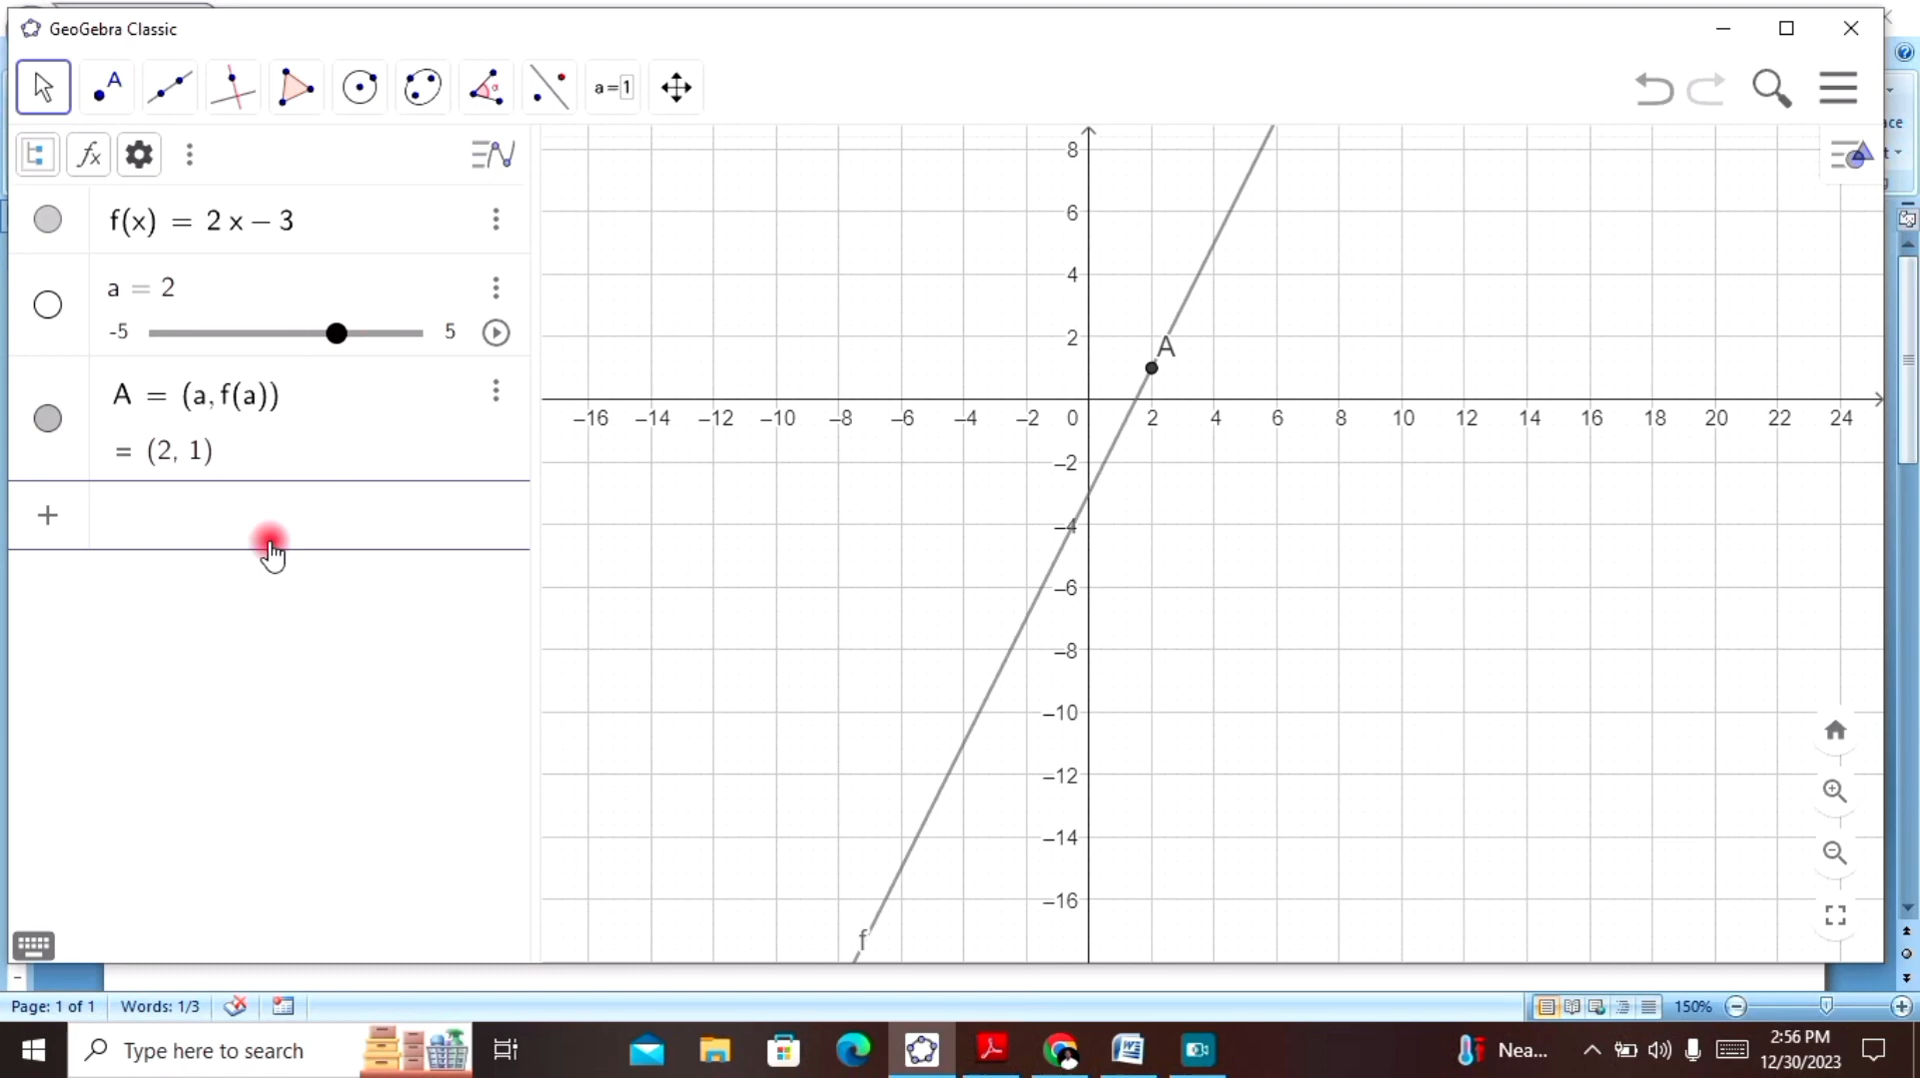 GeoGebra Classic
A
a=1
fx
f(x) = 2 x − 3
a = 2
-5 5
A = (a, f(a))
= (2, 1)
+
8
6
4
2
A
−16 −14 −12 −10 −8 −6 −4 −2 0 2 4 6 8 10 12 14 16 18 20 22 24
−2
−4
−6
−8
−10
−12
−14
−16
f
ace
t
Page: 1 of 1 Words: 1/3 150%
Type here to search
Nea...
2:56 PM
12/30/2023